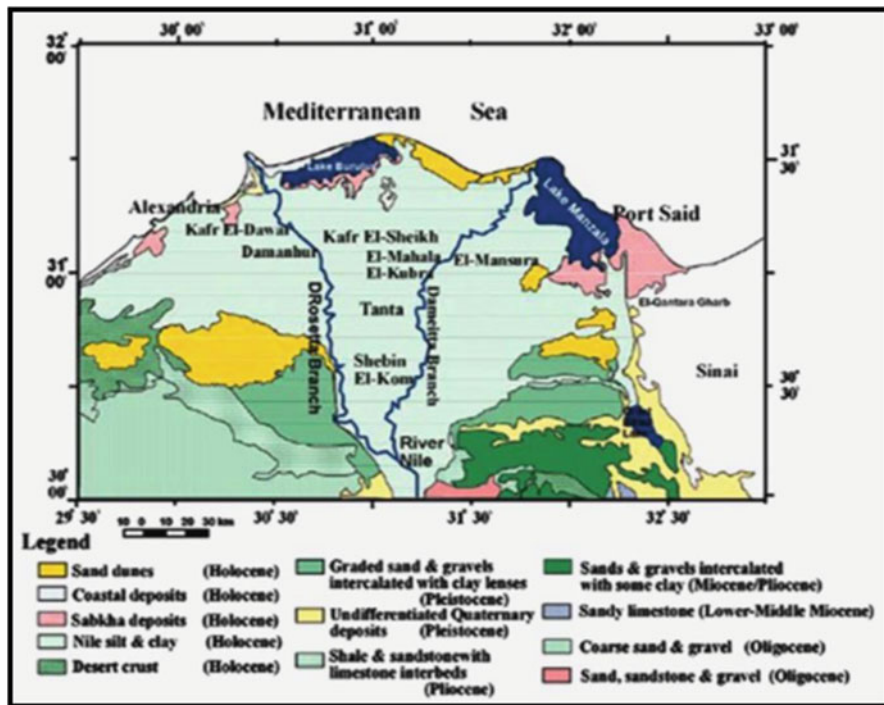 30° 00' 31° 00' 32° 00' 33° 00'
32° 00'
Mediterranean Sea
31° 30'
Lake Burullus
Lake Manzala
Alexandria
Port Said
Kafr El-Dawar
Kafr El-Sheikh
Damanhur
El-Mahala
El-Kubra
El-Mansura
31° 00'
El-Qantara Gharb
DRosetta Branch
Tanta
Dameitta Branch
Shebin
El-Kom
Sinai
30° 30'
River
Nile
30° 00'
29° 30' 30° 30' 31° 30' 32° 30'
10 0 10 20 30 km
Legend
Sand dunes (Holocene)
Coastal deposits (Holocene)
Sabkha deposits (Holocene)
Nile silt & clay (Holocene)
Desert crust (Holocene)
Graded sand & gravels
intercalated with clay lenses
(Pleistocene)
Undifferentiated Quaternary
deposits (Pleistocene)
Shale & sandstonewith
limestone interbeds
(Pliocene)
Sands & gravels intercalated
with some clay (Miocene/Pliocene)
Sandy limestone (Lower-Middle Miocene)
Coarse sand & gravel (Oligocene)
Sand, sandstone & gravel (Oligocene)